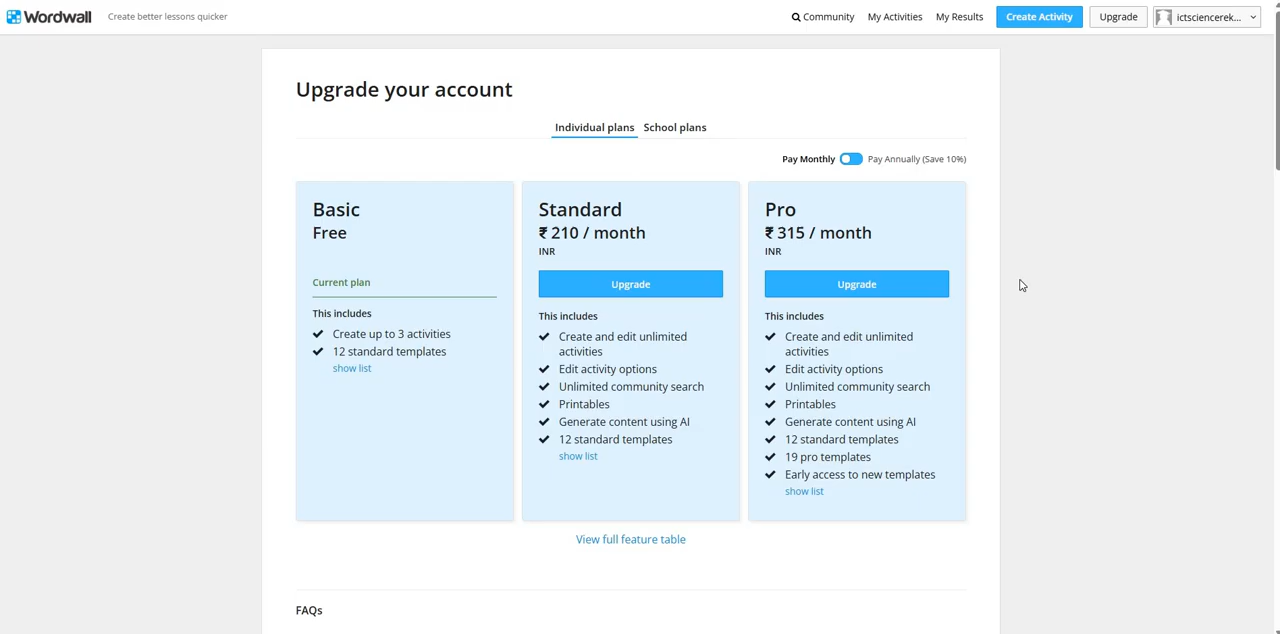 Wordwall Create better lessons quicker Community My Activities My Results Create Activity Upgrade ictsciencerek...
Upgrade your account
Individual plans School plans
Pay Monthly Pay Annually (Save 10%)
Basic
Free
Current plan
This includes
Create up to 3 activities
12 standard templates
show list
Standard
₹ 210 / month
INR
Upgrade
This includes
Create and edit unlimited
activities
Edit activity options
Unlimited community search
Printables
Generate content using AI
12 standard templates
show list
Pro
₹ 315 / month
INR
Upgrade
This includes
Create and edit unlimited
activities
Edit activity options
Unlimited community search
Printables
Generate content using AI
12 standard templates
19 pro templates
Early access to new templates
show list
View full feature table
FAQs